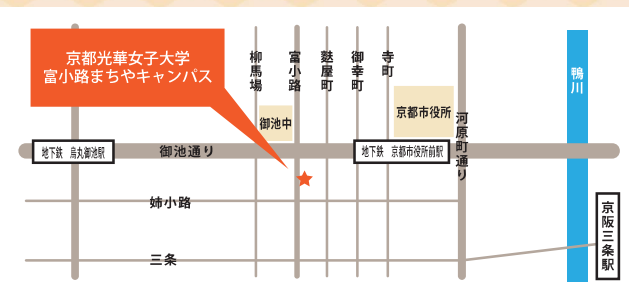 京都光華女子大学
富小路まちやキャンパス
柳馬場
富小路
麩屋町
御幸町
寺町
鴨川
御池中
京都市役所
河原町通り
地下鉄 烏丸御池駅
御池通り
地下鉄 京都市役所前駅
姉小路
三条
京阪三条駅